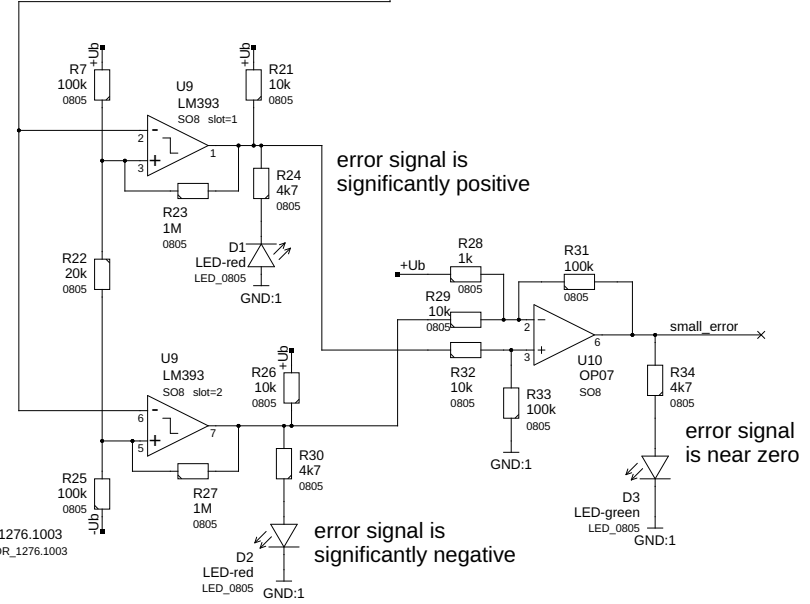 +Ub
R7
100k
0805
+Ub
R21
10k
0805
U9
LM393
SO8 slot=1
2
3
1
-
+
R23
1M
0805
R24
4k7
0805
D1
LED-red
LED_0805
GND:1
error signal is
significantly positive
R22
20k
0805
+Ub
R28
1k
0805
R29
10k
0805
R31
100k
0805
2
3
6
-
+
U10
OP07
SO8
small_error
R32
10k
0805
R33
100k
0805
GND:1
R34
4k7
0805
error signal
is near zero
D3
LED-green
LED_0805
GND:1
U9
LM393
SO8 slot=2
6
5
7
-
+
+Ub
R26
10k
0805
R25
100k
0805
-Ub
R27
1M
0805
R30
4k7
0805
D2
LED-red
LED_0805
GND:1
error signal is
significantly negative
1276.1003
OR_1276.1003